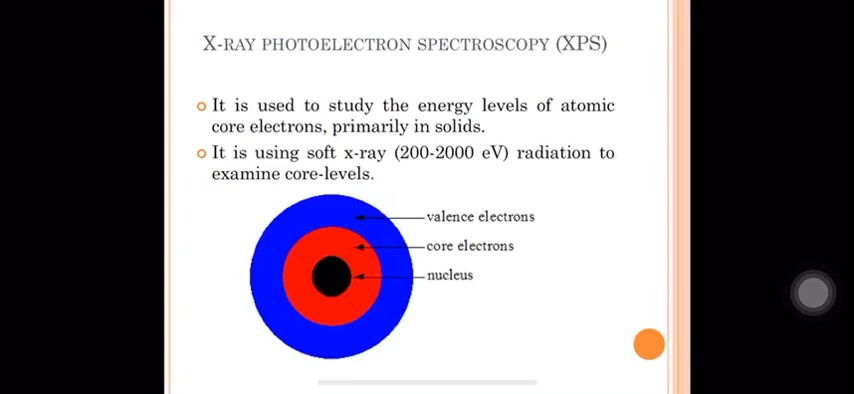 X-RAY PHOTOELECTRON SPECTROSCOPY (XPS)
It is used to study the energy levels of atomic
core electrons, primarily in solids.
It is using soft x-ray (200-2000 eV) radiation to
examine core-levels.
valence electrons
core electrons
nucleus